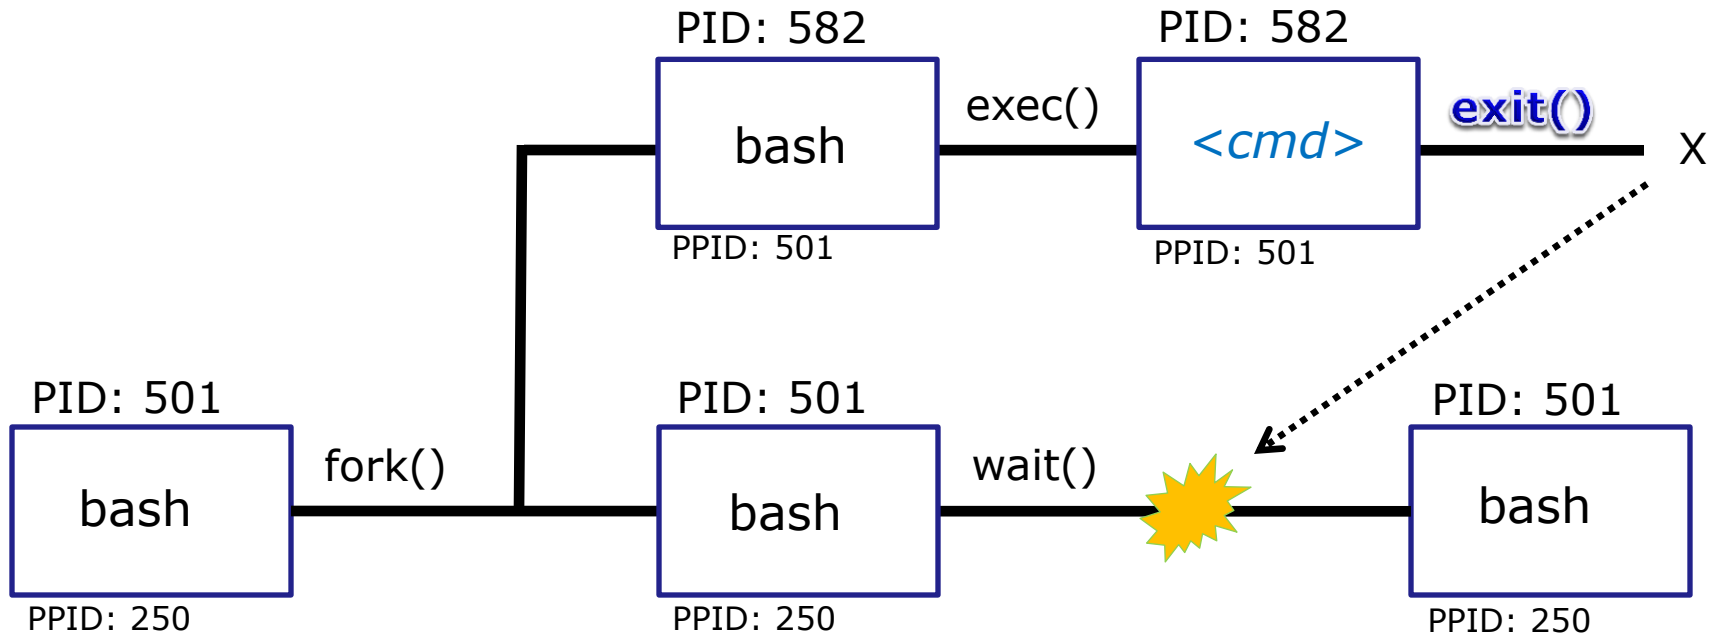 PID: 582
PID: 582
bash
exec()
<cmd>
exit()
X
PPID: 501
PPID: 501
PID: 501
PID: 501
PID: 501
bash
fork()
bash
wait()
bash
PPID: 250
PPID: 250
PPID: 250